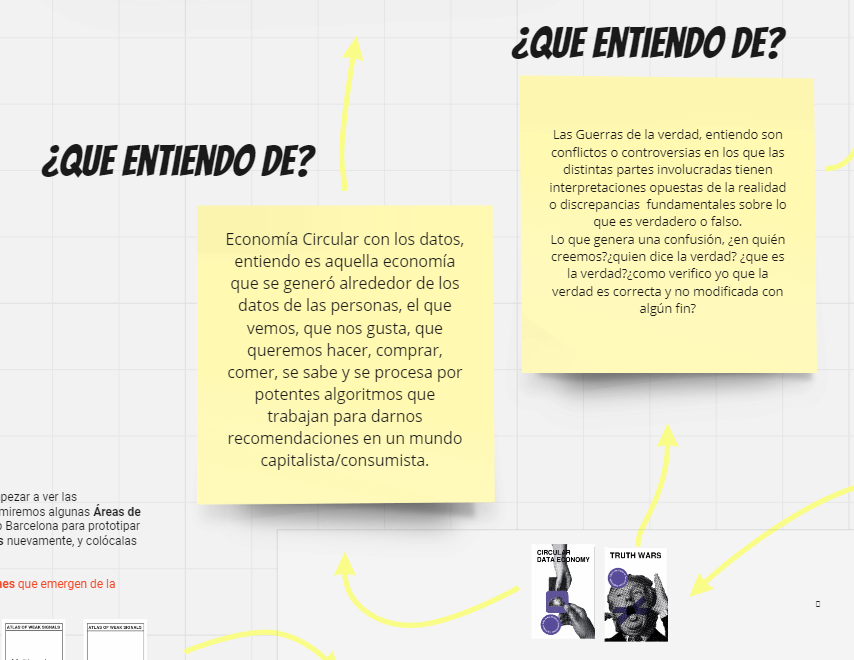 ¿QUE ENTIENDO DE?
Las Guerras de la verdad, entiendo son
conflictos o controversias en los que las
distintas partes involucradas tienen
interpretaciones opuestas de la realidad
o discrepancias fundamentales sobre lo
que es verdadero o falso.
Lo que genera una confusión, ¿en quién
creemos?¿quien dice la verdad? ¿que es
la verdad?¿como verifico yo que la
verdad es correcta y no modificada con
algún fin?
¿QUE ENTIENDO DE?
Economía Circular con los datos,
entiendo es aquella economía
que se generó alrededor de los
datos de las personas, el que
vemos, que nos gusta, que
queremos hacer, comprar,
comer, se sabe y se procesa por
potentes algoritmos que
trabajan para darnos
recomendaciones en un mundo
capitalista/consumista.
pezar a ver las
miremos algunas Áreas de
o Barcelona para prototipar
s nuevamente, y colócalas
nes que emergen de la
CIRCULAR
DATA ECONOMY
TRUTH WARS
ATLAS OF WEAK SIGNALS
ATLAS OF WEAK SIGNALS